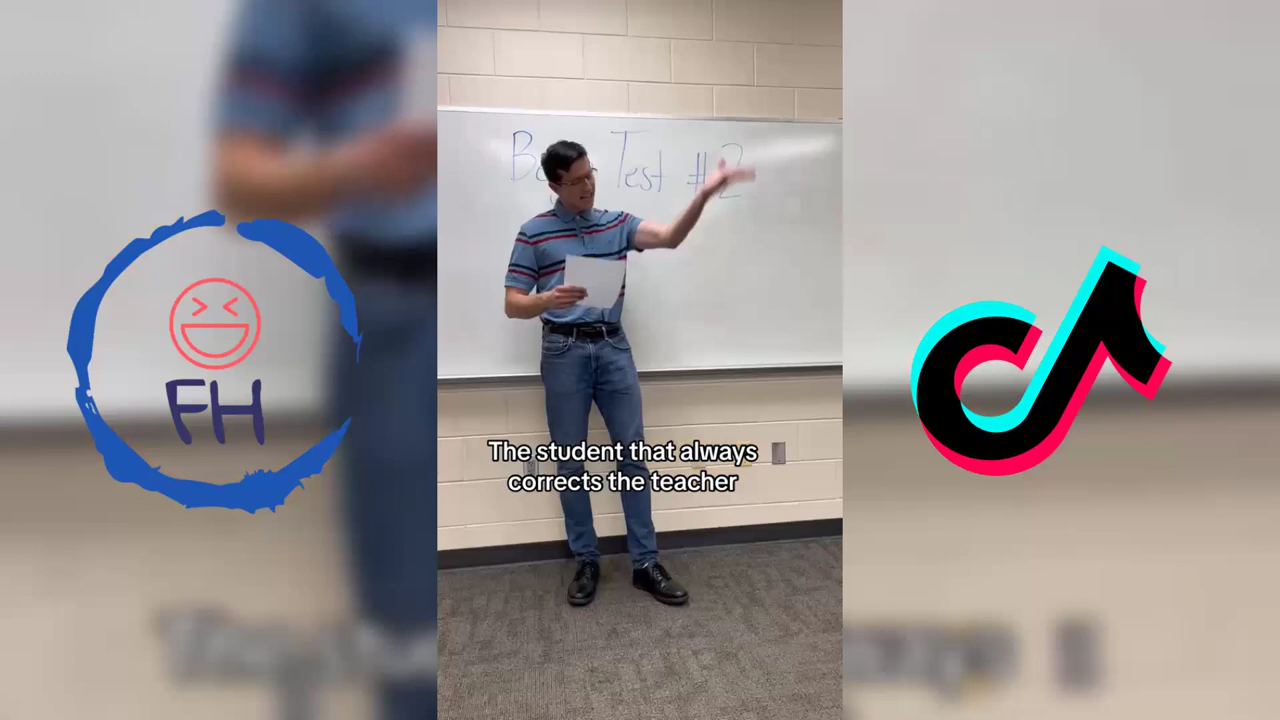 Test #2
FH
The student that always
corrects the teacher